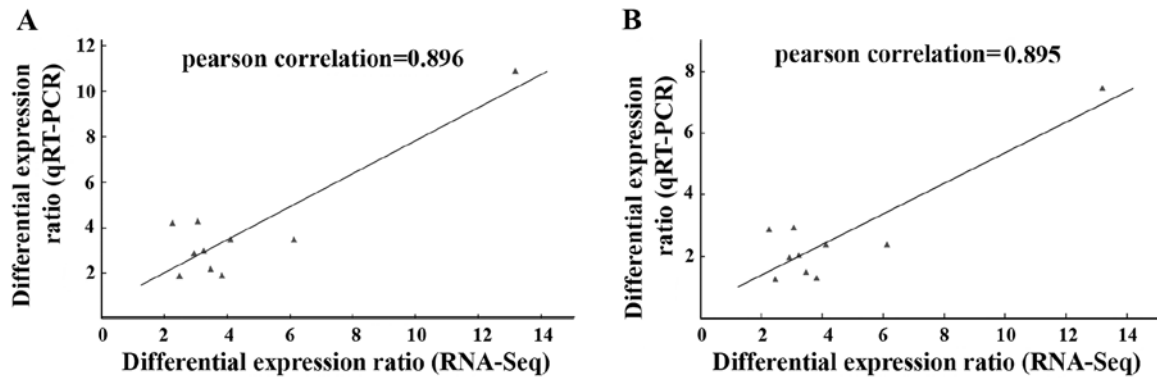 A
pearson correlation=0.896
Differential expression
ratio (qRT-PCR)
12
10
8
6
4
2
0 2 4 6 8 10 12 14
Differential expression ratio (RNA-Seq)
B
pearson correlation=0.895
Differential expression
ratio (qRT-PCR)
8
6
4
2
0 2 4 6 8 10 12 14
Differential expression ratio (RNA-Seq)